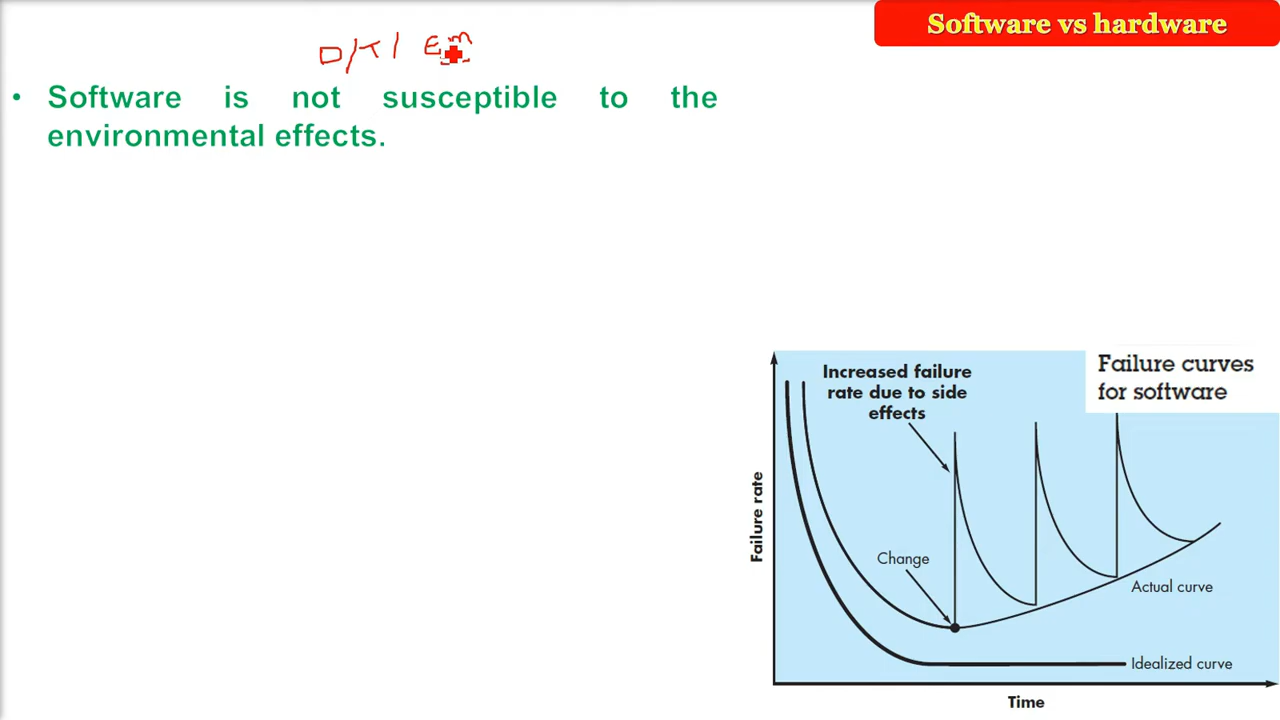 Software vs hardware
D/T/ Em
• Software is not susceptible to the
environmental effects.
Failure curves
for software
Increased failure
rate due to side
effects
Failure rate
Change
Actual curve
Idealized curve
Time